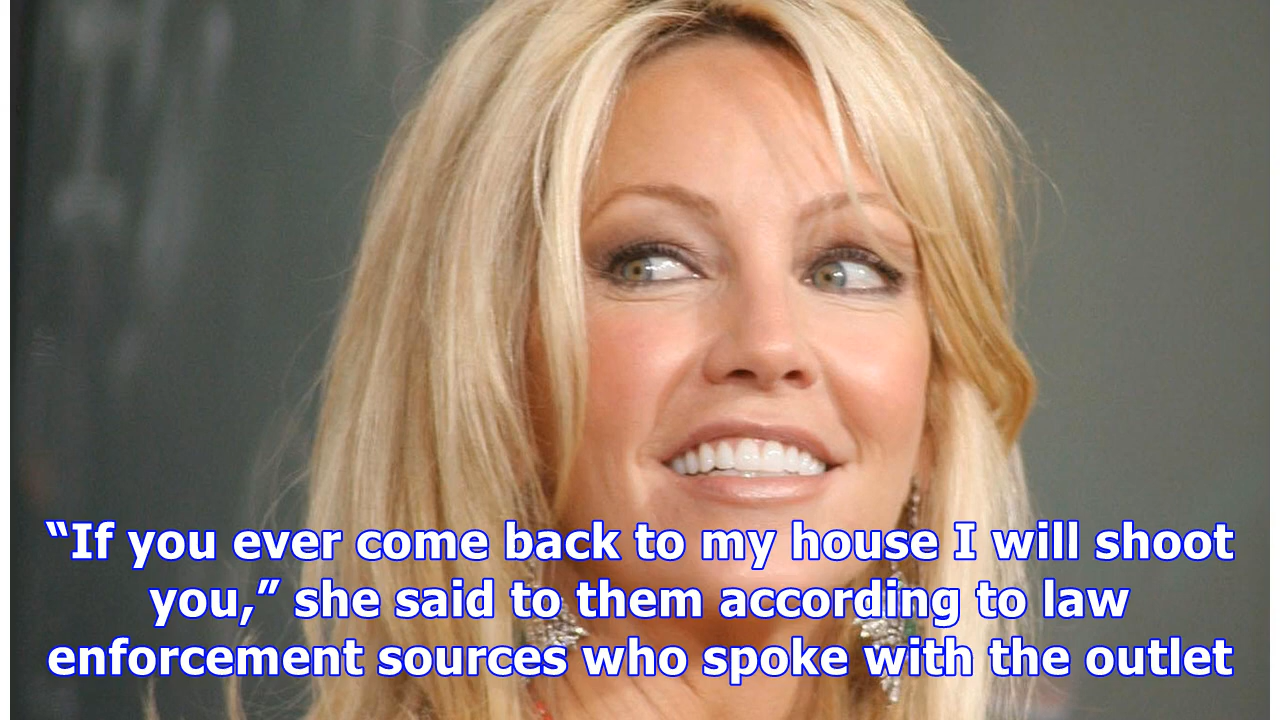 “If you ever come back to my house I will shoot
you,” she said to them according to law
enforcement sources who spoke with the outlet